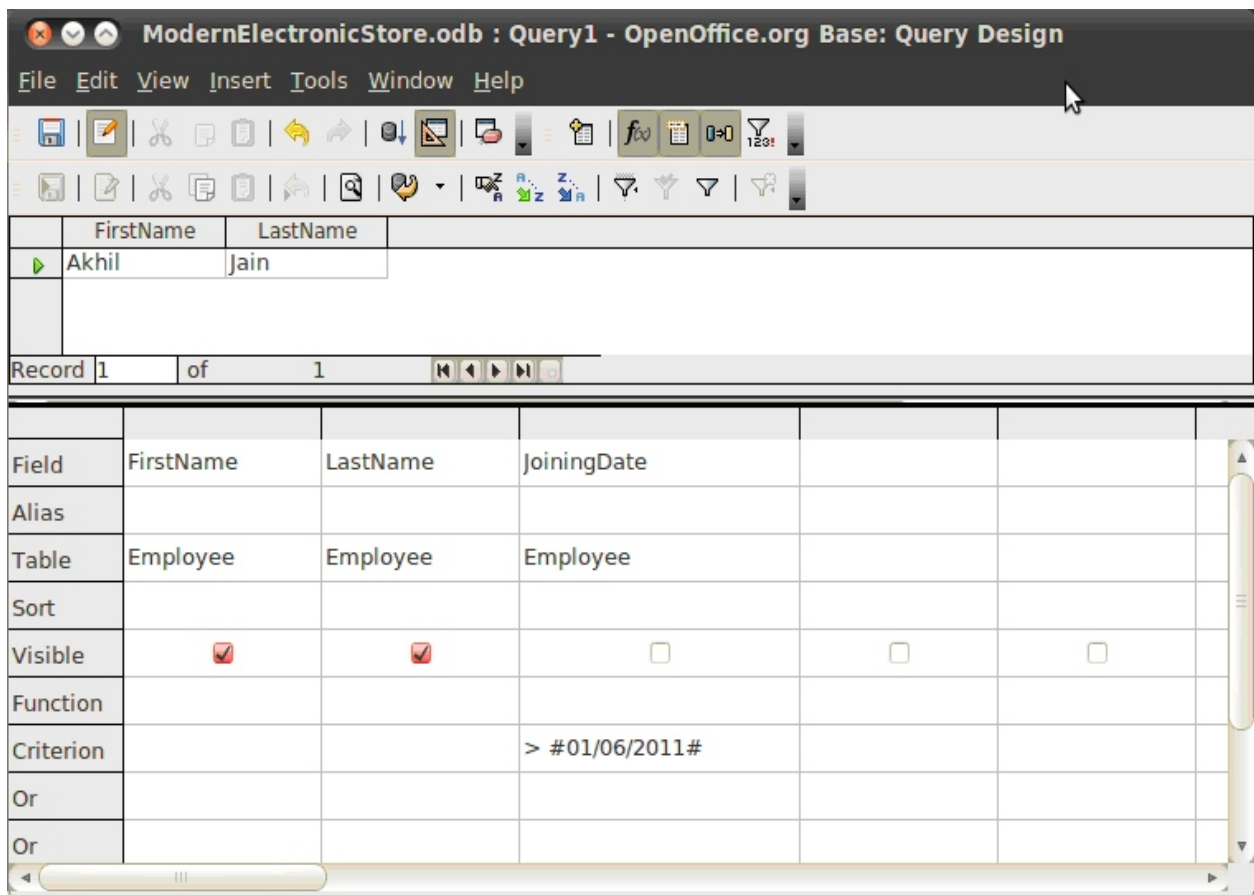 ModernElectronicStore.odb : Query1 - OpenOffice.org Base: Query Design
File Edit View Insert Tools Window Help
FirstName LastName
Akhil Jain
Record 1 of 1
Field FirstName LastName JoiningDate
Alias
Table Employee Employee Employee
Sort
Visible
Function
Criterion > #01/06/2011#
Or
Or